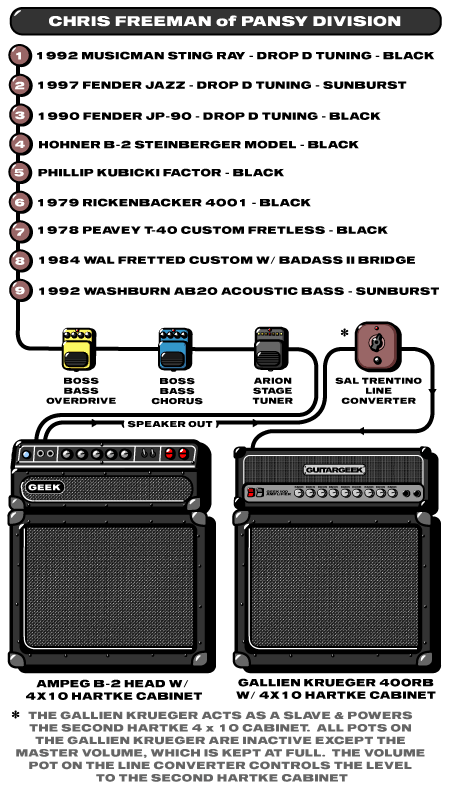 CHRIS FREEMAN of PANSY DIVISION
1 1992 MUSICMAN STING RAY - DROP D TUNING - BLACK
2 1997 FENDER JAZZ - DROP D TUNING - SUNBURST
3 1990 FENDER JP-90 - DROP D TUNING - BLACK
4 HOHNER B-2 STEINBERGER MODEL - BLACK
5 PHILLIP KUBICKI FACTOR - BLACK
6 1979 RICKENBACKER 4001 - BLACK
7 1978 PEAVEY T-40 CUSTOM FRETLESS - BLACK
8 1984 WAL FRETTED CUSTOM W/ BADASS II BRIDGE
9 1992 WASHBURN AB20 ACOUSTIC BASS - SUNBURST
*
BOSS
BASS
OVERDRIVE
BOSS
BASS
CHORUS
ARION
STAGE
TUNER
SAL TRENTINO
LINE
CONVERTER
SPEAKER OUT
GEEK
GUITARGEEK
AMPEG B-2 HEAD W/
4X10 HARTKE CABINET
GALLIEN KRUEGER 400RB
W/ 4X10 HARTKE CABINET
* THE GALLIEN KRUEGER ACTS AS A SLAVE & POWERS
THE SECOND HARTKE 4 x 10 CABINET. ALL POTS ON
THE GALLIEN KRUEGER ARE INACTIVE EXCEPT THE
MASTER VOLUME, WHICH IS KEPT AT FULL. THE VOLUME
POT ON THE LINE CONVERTER CONTROLS THE LEVEL
TO THE SECOND HARTKE CABINET